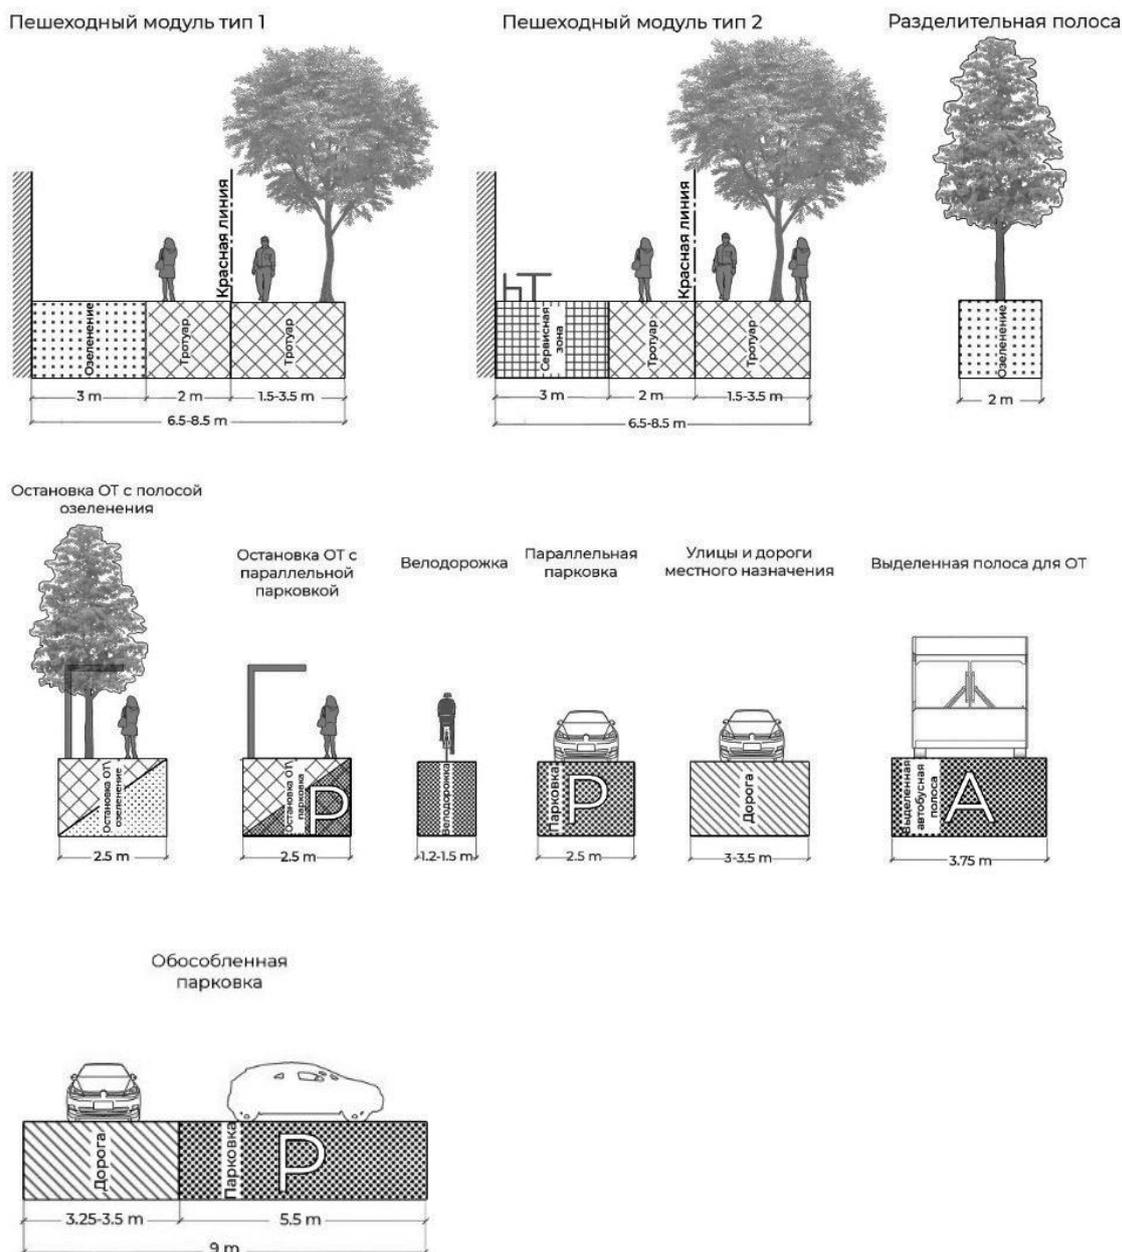 Пешеходный модуль тип 1
Пешеходный модуль тип 2
Разделительная полоса
Красная линия
Озеленение
Тротуар
Тротуар
3 m
2 m
1.5-3.5 m
6.5-8.5 m
Красная линия
Сервисная
зона
Тротуар
Тротуар
3 m
2 m
1.5-3.5 m
6.5-8.5 m
Озеленение
2 m
Остановка ОТ с полосой
озеленения
Остановка ОТ с
параллельной
парковкой
Велодорожка
Параллельная
парковка
Улицы и дороги
местного назначения
Выделенная полоса для ОТ
Остановка ОТ\
озеленение
2.5 m
Остановка ОТ
парковка
P
2.5 m
Велодорожка
1.2-1.5 m
Парковка
P
2.5 m
Дорога
3-3.5 m
Выделенная
автобусная
полоса
А
3.75 m
Обособленная
парковка
Дорога
Парковка
P
3.25-3.5 m
5.5 m
9 m